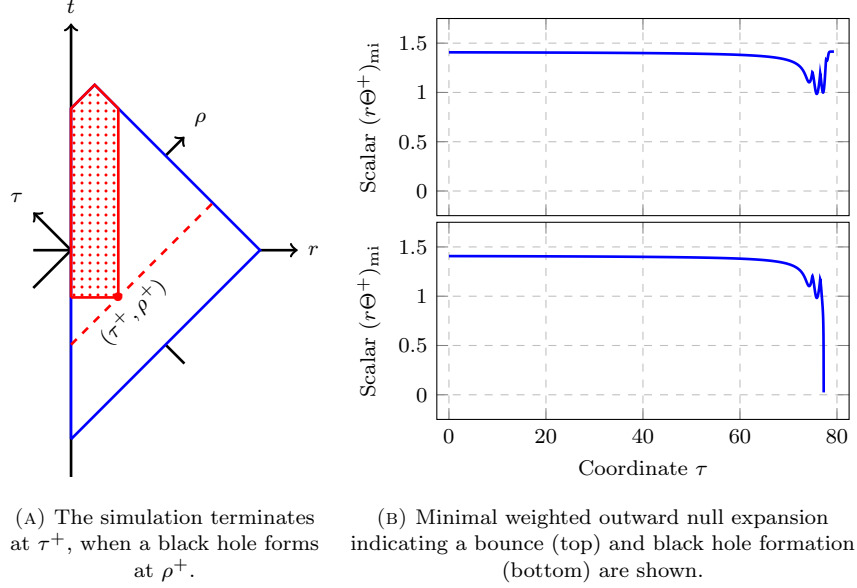 t
ρ
τ
r
(τ⁺, ρ⁺)
(A) The simulation terminates
at τ⁺, when a black hole forms
at ρ⁺.
1.5
1
0.5
0
Scalar (rΘ⁺)mi
1.5
1
0.5
0
Scalar (rΘ⁺)mi
0 20 40 60 80
Coordinate τ
(B) Minimal weighted outward null expansion
indicating a bounce (top) and black hole formation
(bottom) are shown.